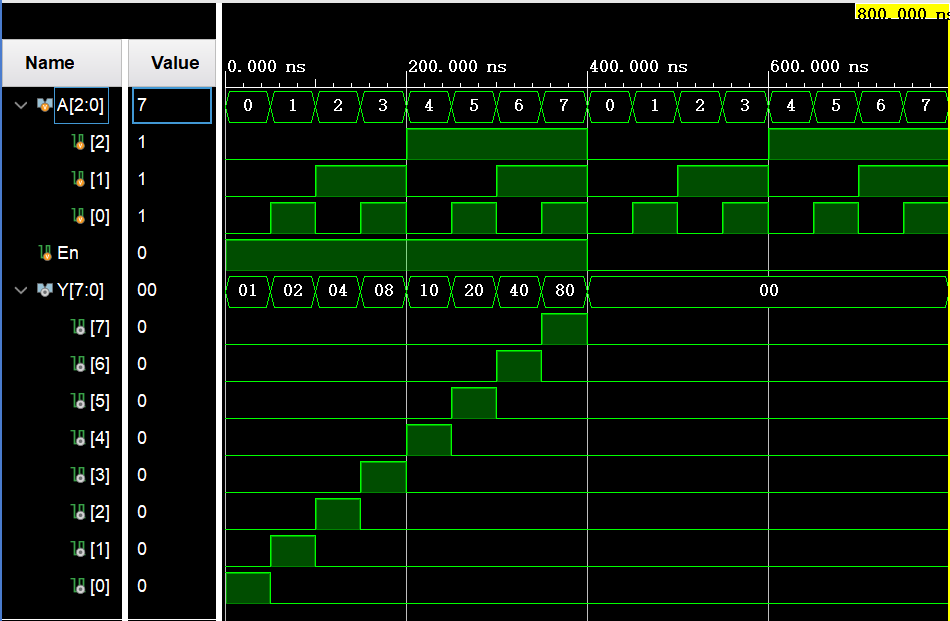 800.000 ns
Name Value
0.000 ns 200.000 ns 400.000 ns 600.000 ns
A[2:0] 7 0 1 2 3 4 5 6 7 0 1 2 3 4 5 6 7
[2] 1
[1] 1
[0] 1
En 0
Y[7:0] 00 01 02 04 08 10 20 40 80 00
[7] 0
[6] 0
[5] 0
[4] 0
[3] 0
[2] 0
[1] 0
[0] 0